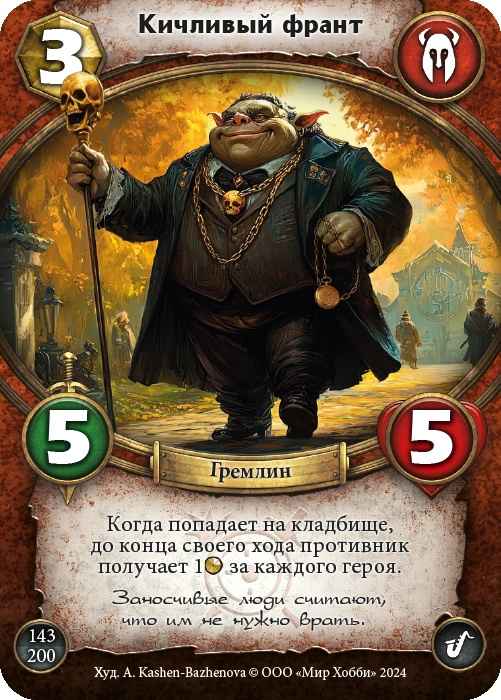 3
Кичливый франт
5
5
Гремлин
Когда попадает на кладбище,
до конца своего хода противник
получает 1 за каждого героя.
Заносчивые люди считают,
что им не нужно врать.
143
200
Худ. A. Kashen-Bazhenova © ООО «Мир Хобби» 2024